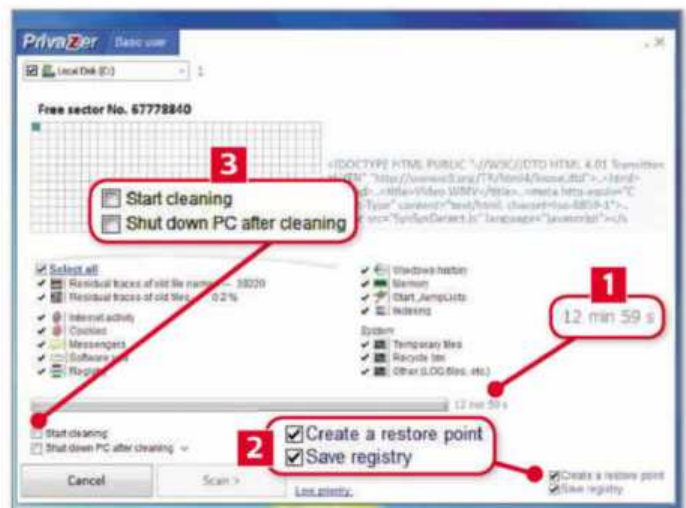 PrivaZer Basic user
Local Disk (C:) 1
Free sector No. 67778840
<!DOCTYPE HTML PUBLIC "-//W3C//DTD HTML 4.01
3
Start cleaning
Shut down PC after cleaning
Select all
Residual traces of old file names — 38220
Residual traces of old files 0.2 %
Internet activity
Cookies
Messengers
Software
Windows history
Memory
Start, JumpLists
Indexing
System
Temporary files
Recycle bin
Other (LOG files, etc.)
1
12 min 59 s
12 min 59 s
Start cleaning
Shut down PC after cleaning
2
Create a restore point
Save registry
Cancel
Scan >
Low priority
Create a restore point
Save registry